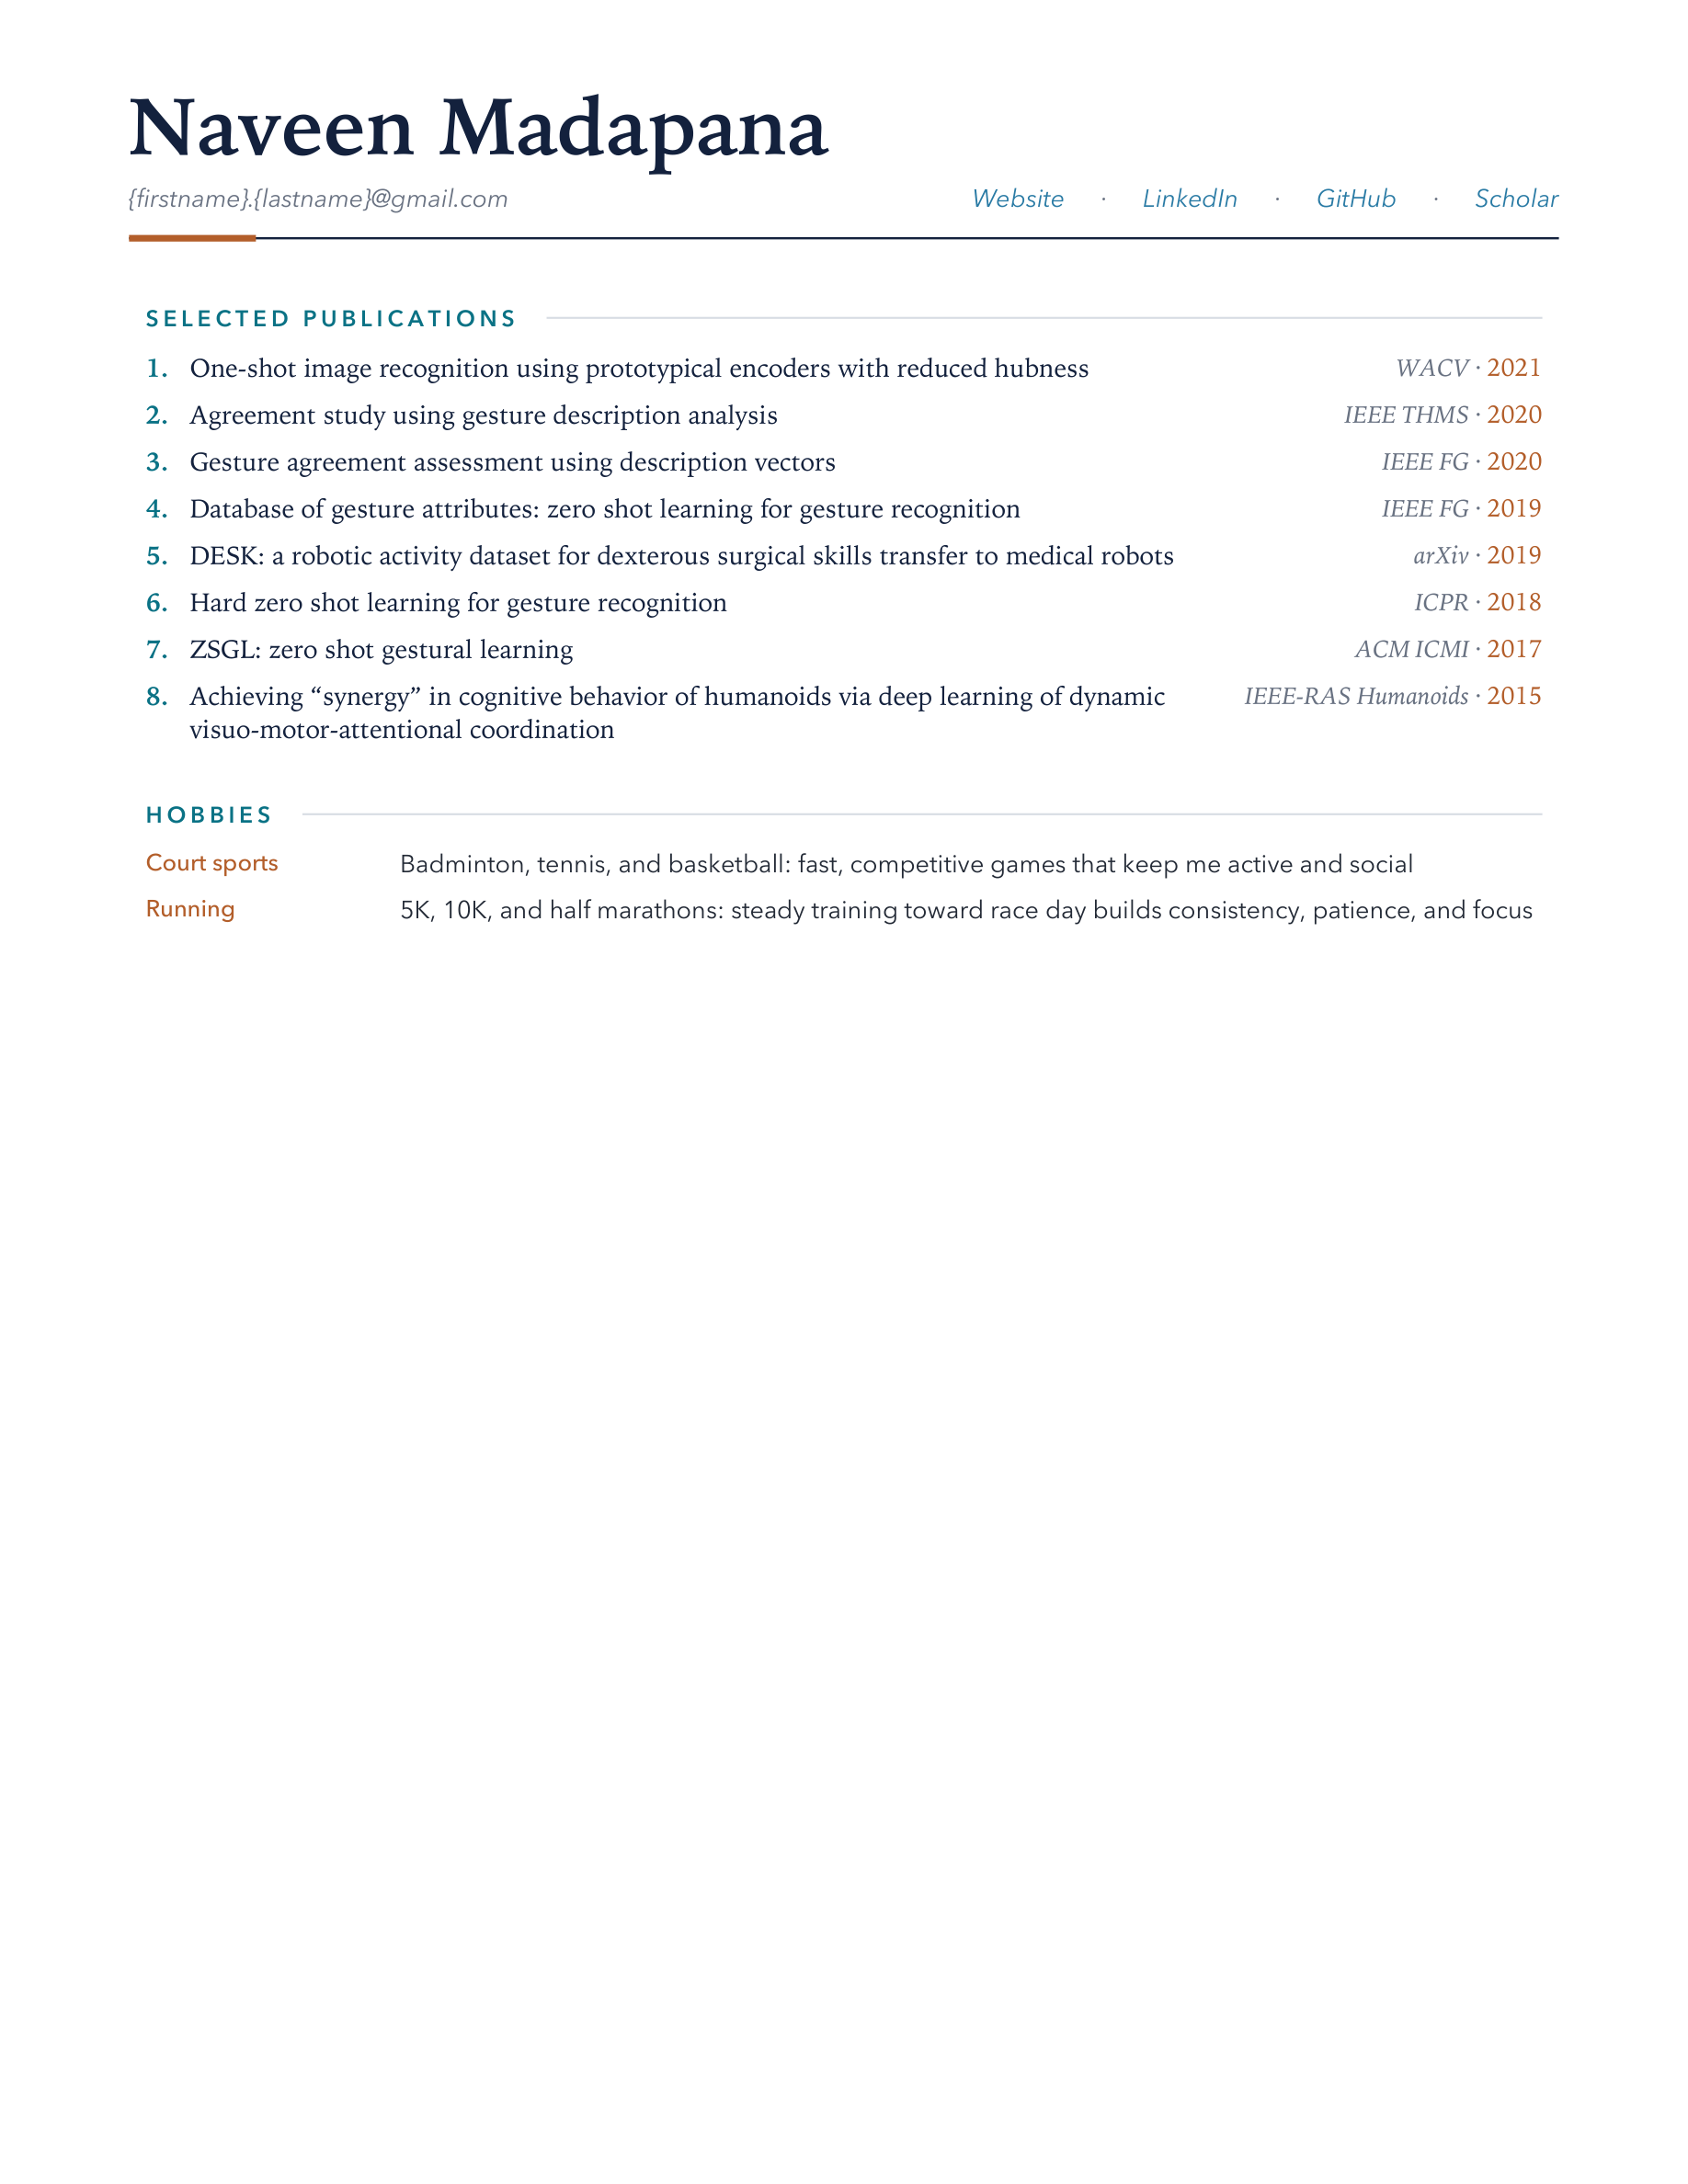 Naveen Madapana
{firstname}.{lastname}@gmail.com Website · LinkedIn · GitHub · Scholar
SELECTED PUBLICATIONS
1. One-shot image recognition using prototypical encoders with reduced hubness WACV · 2021
2. Agreement study using gesture description analysis IEEE THMS · 2020
3. Gesture agreement assessment using description vectors IEEE FG · 2020
4. Database of gesture attributes: zero shot learning for gesture recognition IEEE FG · 2019
5. DESK: a robotic activity dataset for dexterous surgical skills transfer to medical robots arXiv · 2019
6. Hard zero shot learning for gesture recognition ICPR · 2018
7. ZSGL: zero shot gestural learning ACM ICMI · 2017
8. Achieving “synergy” in cognitive behavior of humanoids via deep learning of dynamic IEEE-RAS Humanoids · 2015
visuo-motor-attentional coordination
HOBBIES
Court sports Badminton, tennis, and basketball: fast, competitive games that keep me active and social
Running 5K, 10K, and half marathons: steady training toward race day builds consistency, patience, and focus